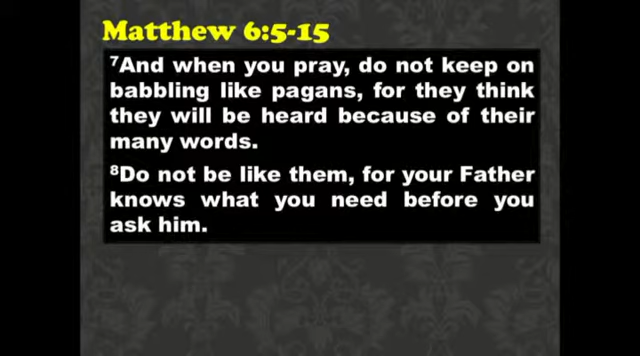 Matthew 6:5-15
⁷And when you pray, do not keep on
babbling like pagans, for they think
they will be heard because of their
many words.
⁸Do not be like them, for your Father
knows what you need before you
ask him.